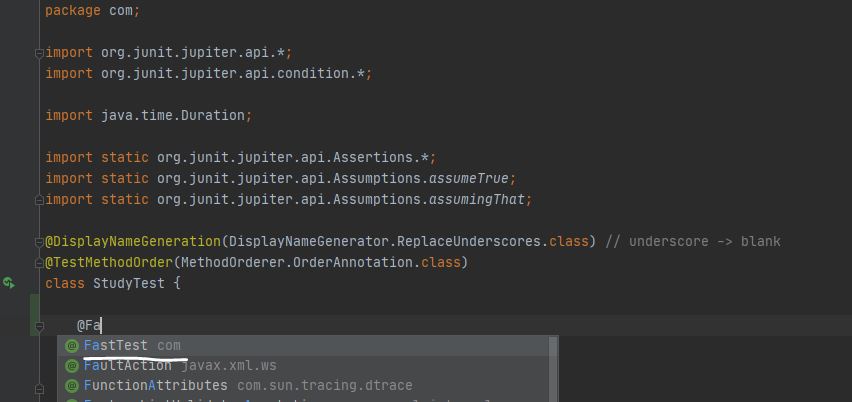 package com;
import org.junit.jupiter.api.*;
import org.junit.jupiter.api.condition.*;
import java.time.Duration;
import static org.junit.jupiter.api.Assertions.*;
import static org.junit.jupiter.api.Assumptions.assumeTrue;
import static org.junit.jupiter.api.Assumptions.assumingThat;
@DisplayNameGeneration(DisplayNameGenerator.ReplaceUnderscores.class) // underscore -> blank
@TestMethodOrder(MethodOrderer.OrderAnnotation.class)
class StudyTest {
@Fa
FastTest com
FaultAction javax.xml.ws
FunctionAttributes com.sun.tracing.dtrace